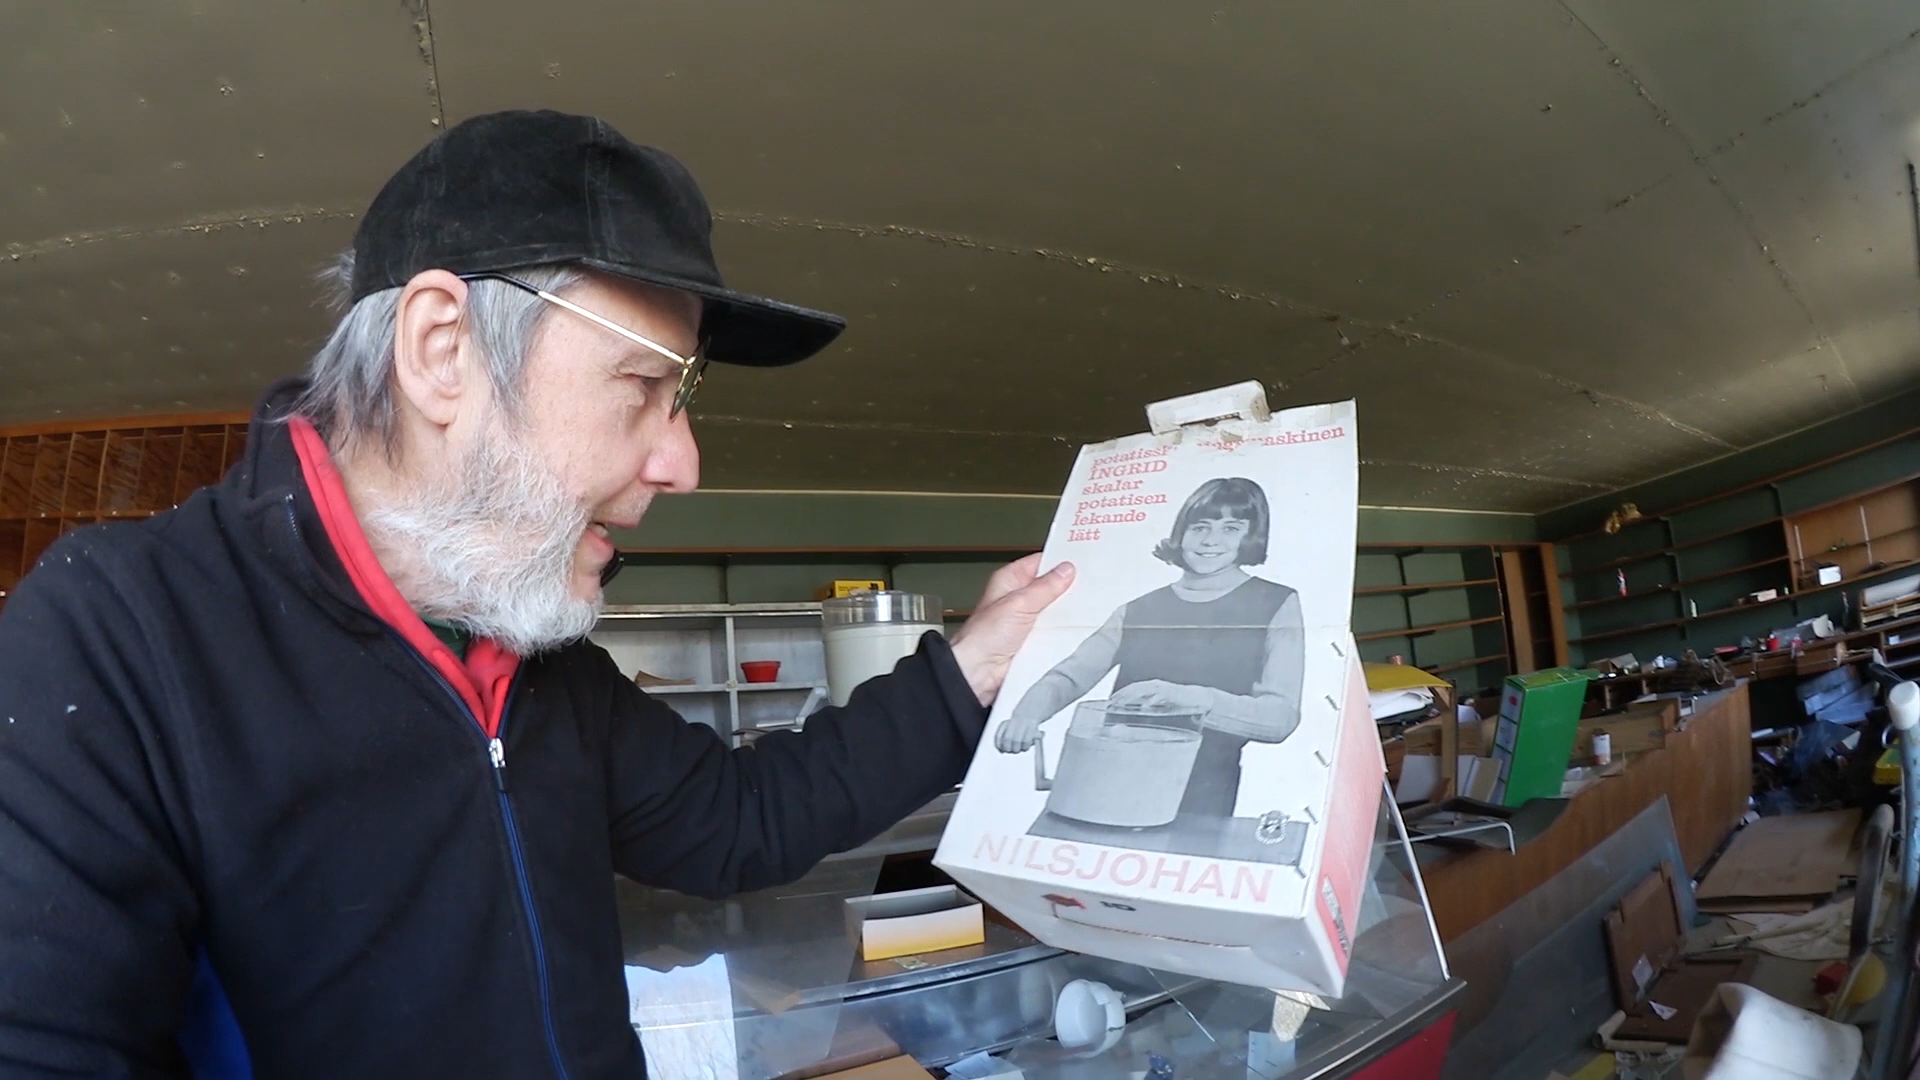 INGRID
skalar
potatisen
lekande
lätt
NILSJOHAN